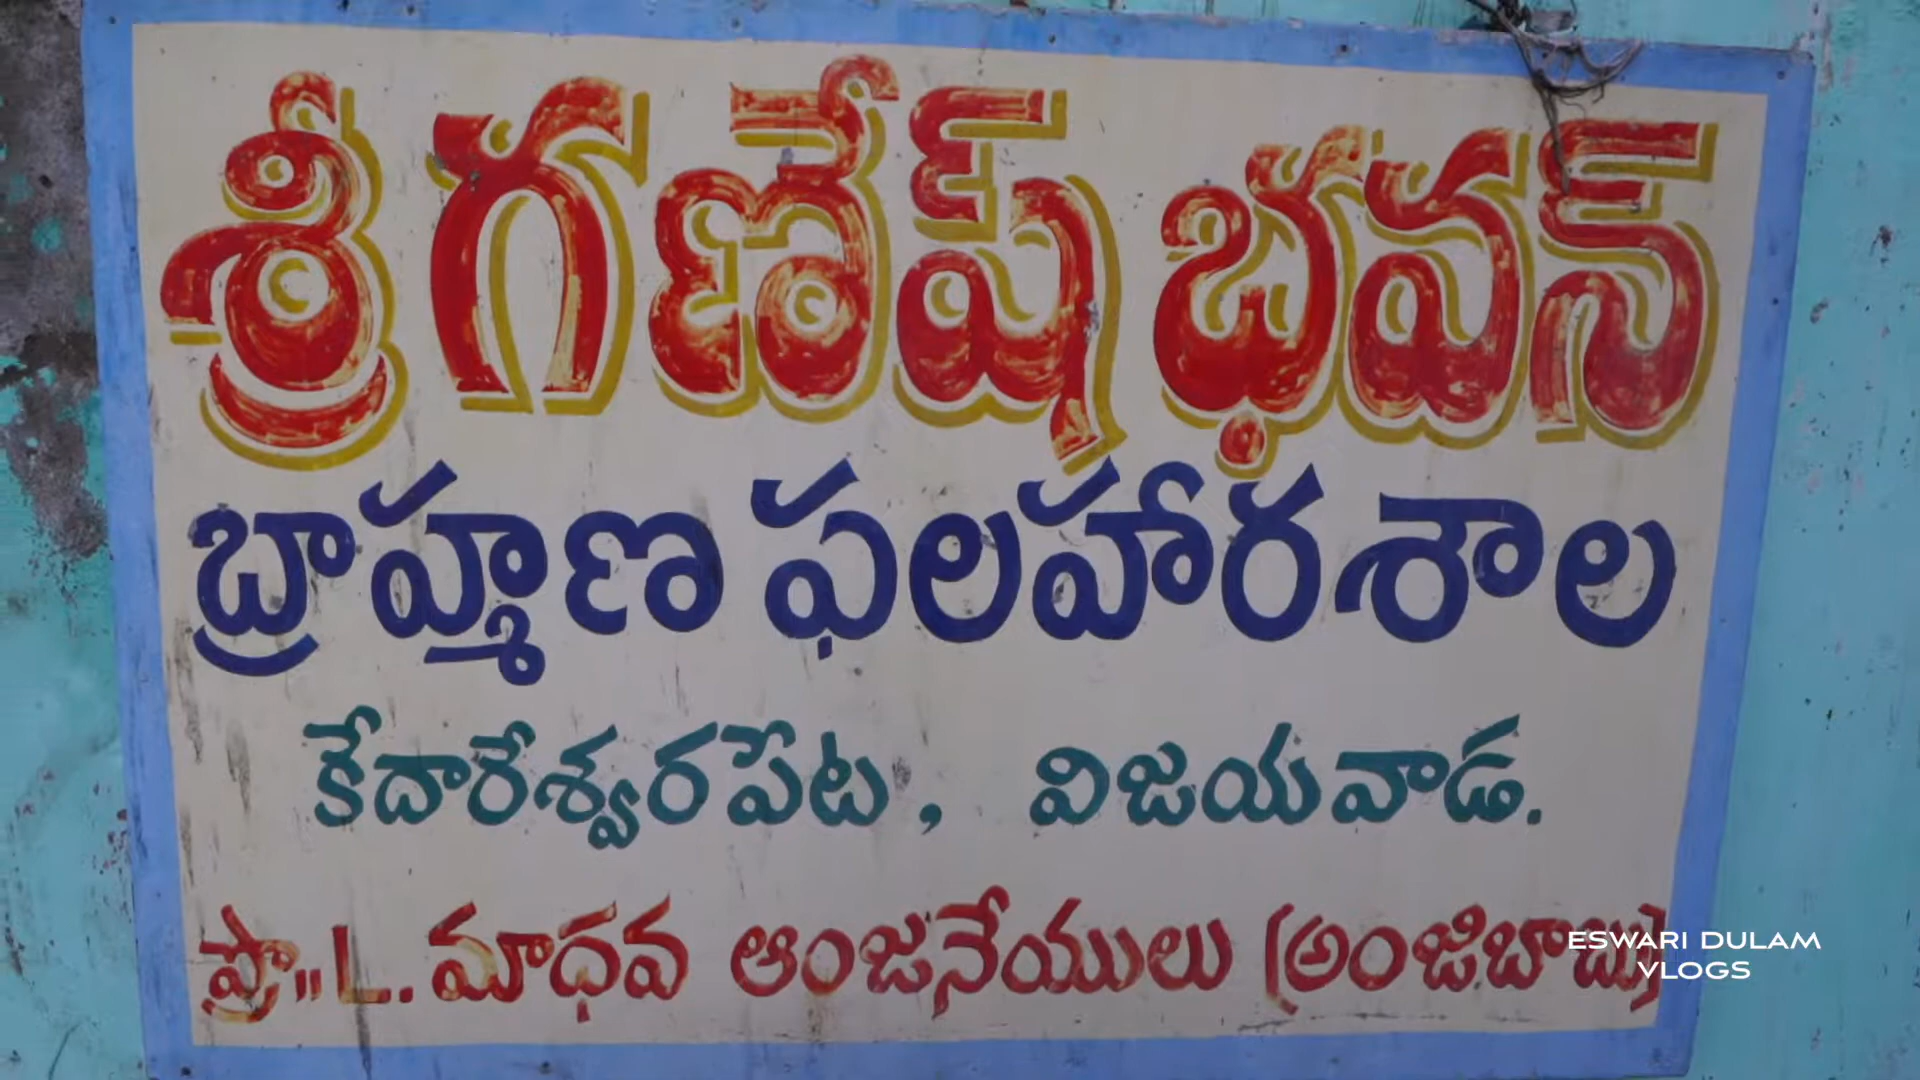 శ్రీ గణేష్ భవన్
బ్రాహ్మణ ఫలహారశాల
కేదారేశ్వరపేట, విజయవాడ.
ప్రొ,, L. మాధవ ఆంజనేయులు (అంజిబాబు)
ESWARI DULAM
VLOGS